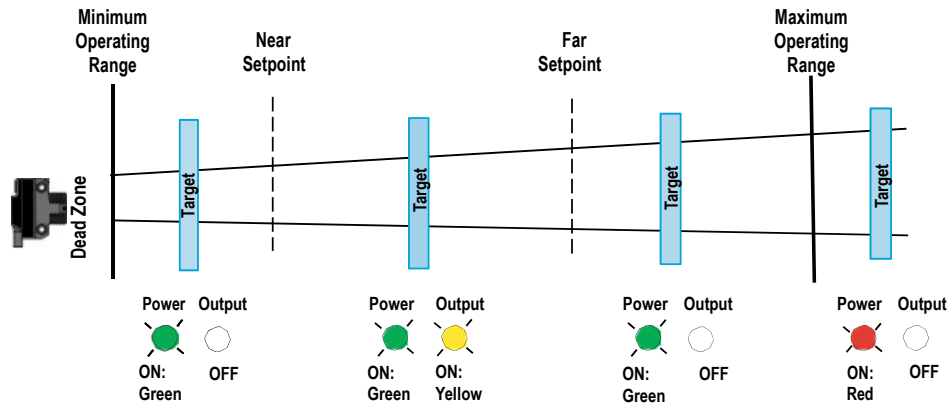 Minimum
Operating
Range
Near
Setpoint
Far
Setpoint
Maximum
Operating
Range
Dead Zone
Target
Target
Target
Target
Power Output
ON:
Green
OFF
Power Output
ON:
Green
ON:
Yellow
Power Output
ON:
Green
OFF
Power Output
ON:
Red
OFF